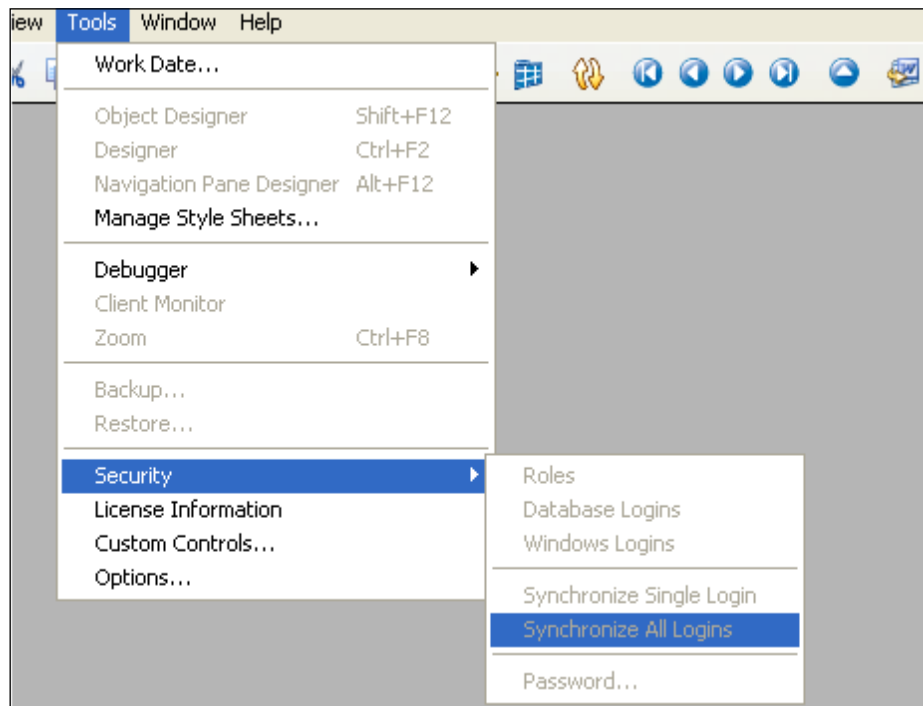 iew Tools Window Help
Work Date...
Object Designer Shift+F12
Designer Ctrl+F2
Navigation Pane Designer Alt+F12
Manage Style Sheets...
Debugger
Client Monitor
Zoom Ctrl+F8
Backup...
Restore...
Security
License Information
Custom Controls...
Options...
Roles
Database Logins
Windows Logins
Synchronize Single Login
Synchronize All Logins
Password...